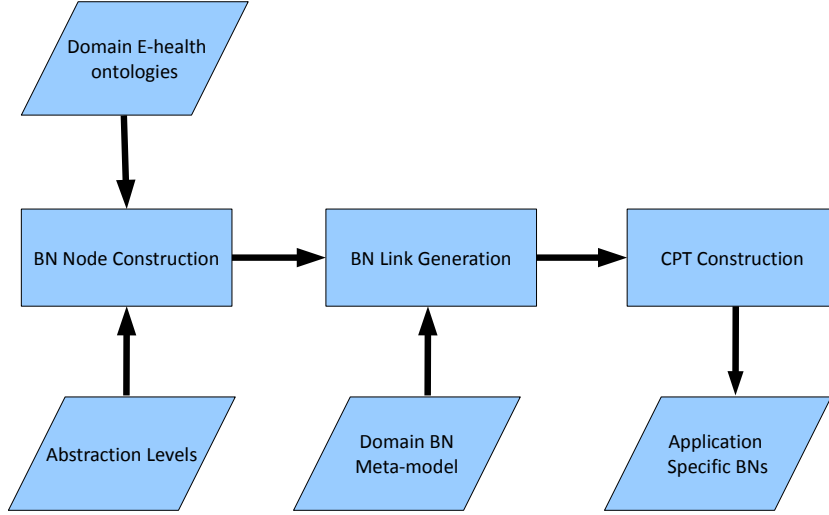 Domain E-health
ontologies
BN Node Construction
BN Link Generation
CPT Construction
Abstraction Levels
Domain BN
Meta-model
Application
Specific BNs